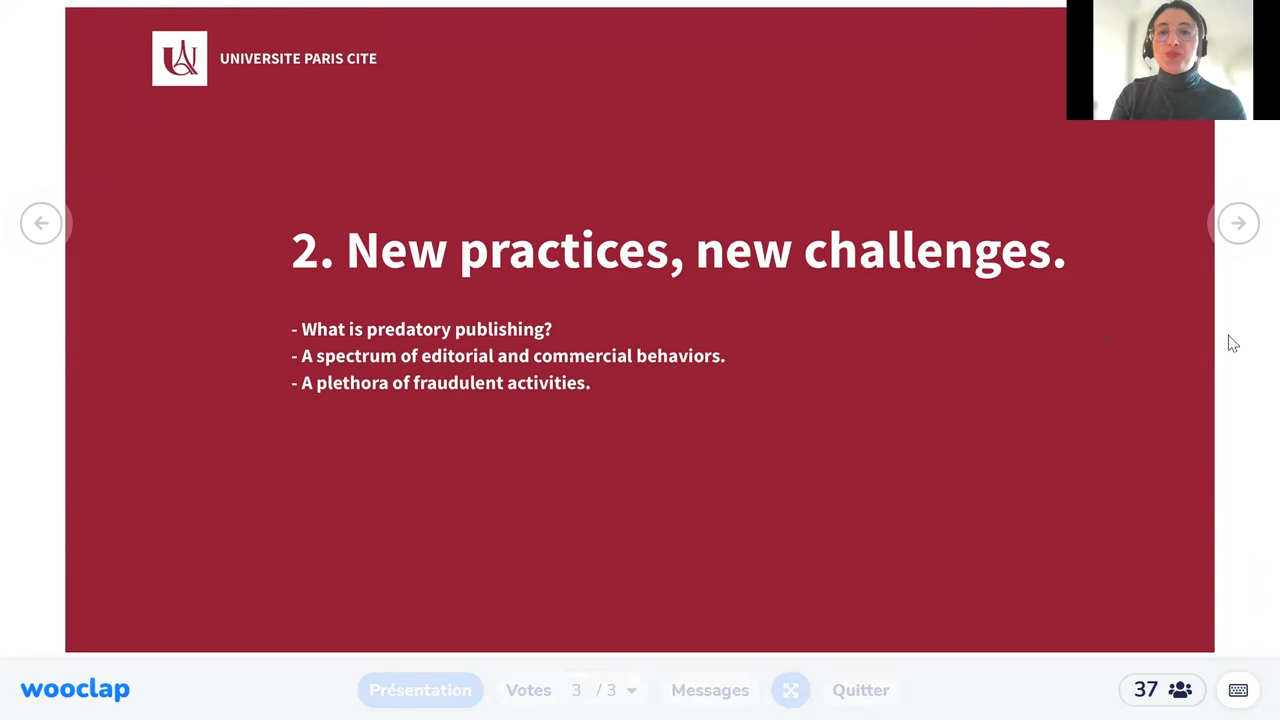 UNIVERSITE PARIS CITE
2. New practices, new challenges.
- What is predatory publishing?
- A spectrum of editorial and commercial behaviors.
- A plethora of fraudulent activities.
wooclap
Présentation
Votes
3 / 3
Messages
Quitter
37